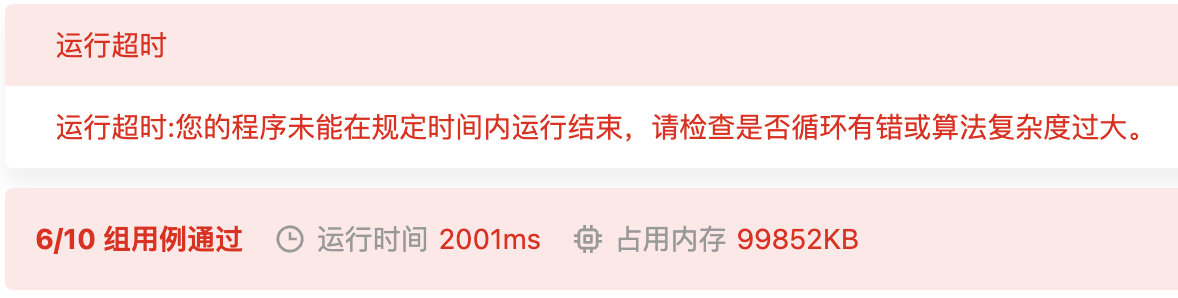 运行超时
运行超时:您的程序未能在规定时间内运行结束，请检查是否循环有错或算法复杂度过大。
6/10 组用例通过 运行时间 2001ms 占用内存 99852KB